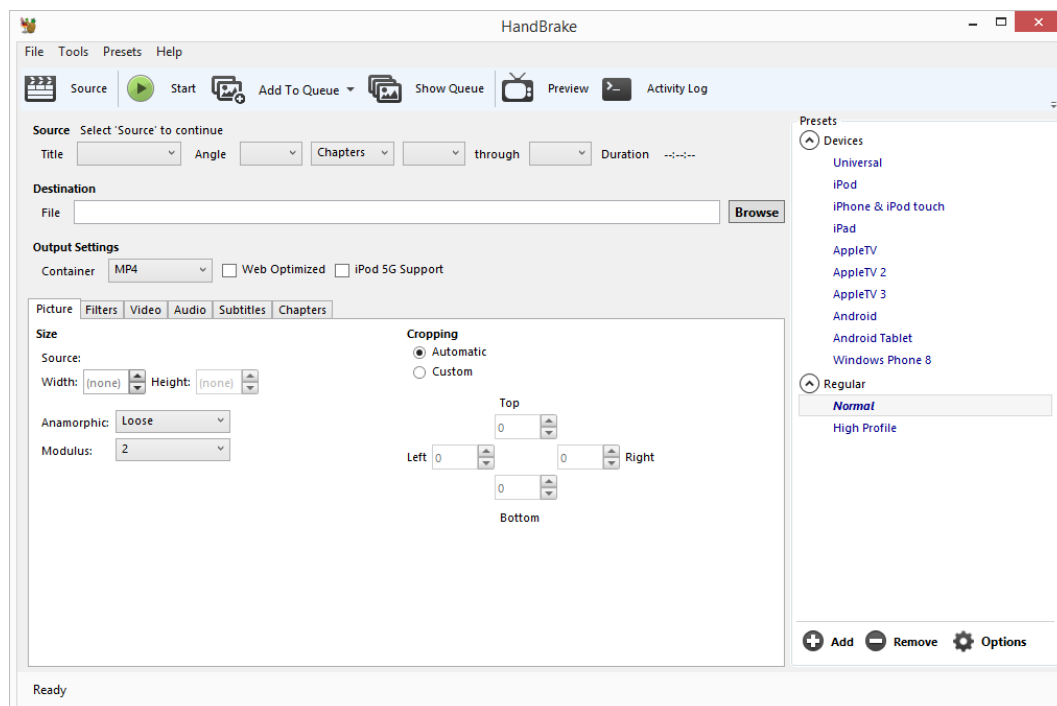 HandBrake
File Tools Presets Help
Source Start Add To Queue Show Queue Preview Activity Log
Source Select 'Source' to continue
Title Angle Chapters through Duration --:--:--
Destination
File Browse
Output Settings
Container MP4 Web Optimized iPod 5G Support
Picture Filters Video Audio Subtitles Chapters
Size
Source:
Width: (none) Height: (none)
Anamorphic: Loose
Modulus: 2
Cropping
Automatic
Custom
Top
0
Left 0 0 Right
0
Bottom
Presets
Devices
Universal
iPod
iPhone & iPod touch
iPad
AppleTV
AppleTV 2
AppleTV 3
Android
Android Tablet
Windows Phone 8
Regular
Normal
High Profile
Add Remove Options
Ready